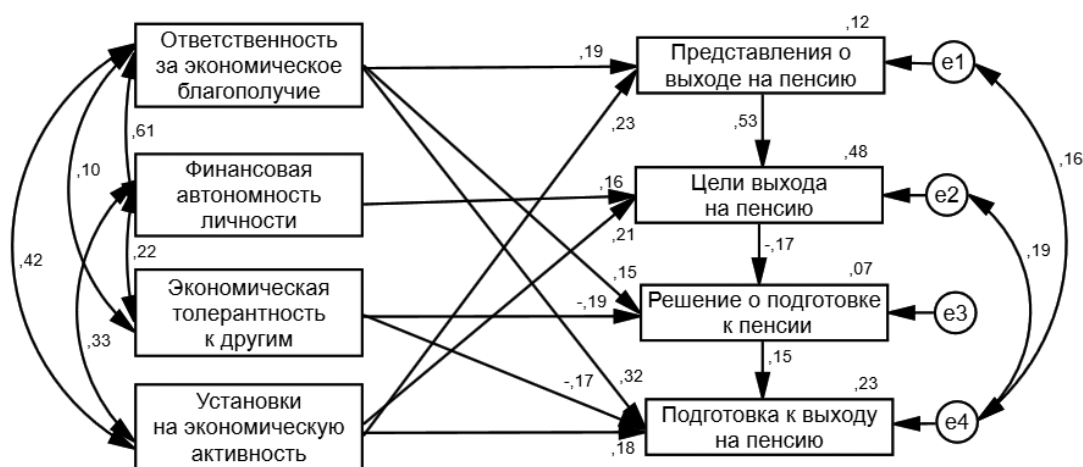 Ответственность
за экономическое
благополучие
Финансовая
автономность
личности
Экономическая
толерантность
к другим
Установки
на экономическую
активность
,61
,10
,22
,42
,33
,19
,23
,16
,21
,15
-,19
-,17
,32
,18
,12
Представления о
выходе на пенсию
,53
,48
Цели выхода
на пенсию
-,17
,07
Решение о подготовке
к пенсии
,15
,23
Подготовка к выходу
на пенсию
e1
e2
e3
e4
,16
,19